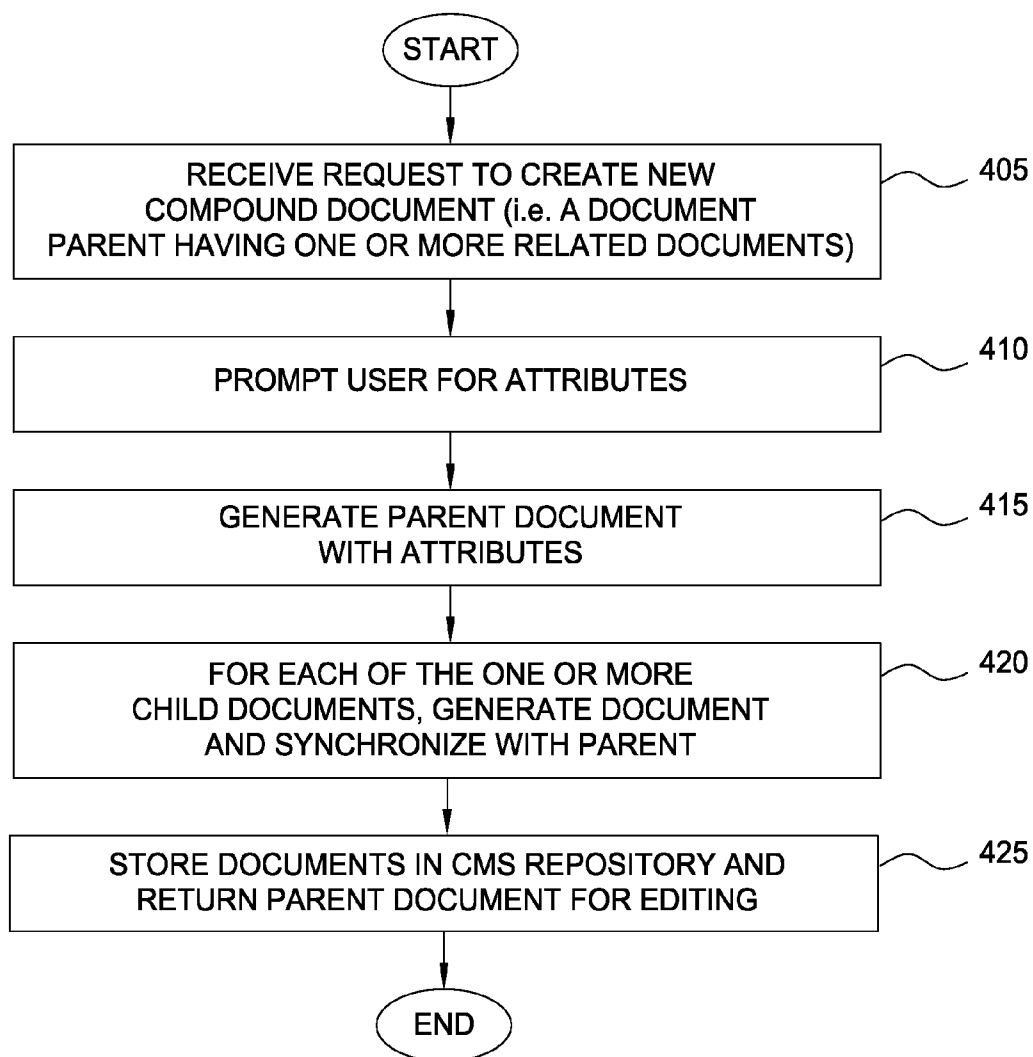 START
RECEIVE REQUEST TO CREATE NEW
COMPOUND DOCUMENT (i.e. A DOCUMENT
PARENT HAVING ONE OR MORE RELATED DOCUMENTS)
405
PROMPT USER FOR ATTRIBUTES
410
GENERATE PARENT DOCUMENT
WITH ATTRIBUTES
415
FOR EACH OF THE ONE OR MORE
CHILD DOCUMENTS, GENERATE DOCUMENT
AND SYNCHRONIZE WITH PARENT
420
STORE DOCUMENTS IN CMS REPOSITORY AND
RETURN PARENT DOCUMENT FOR EDITING
425
END